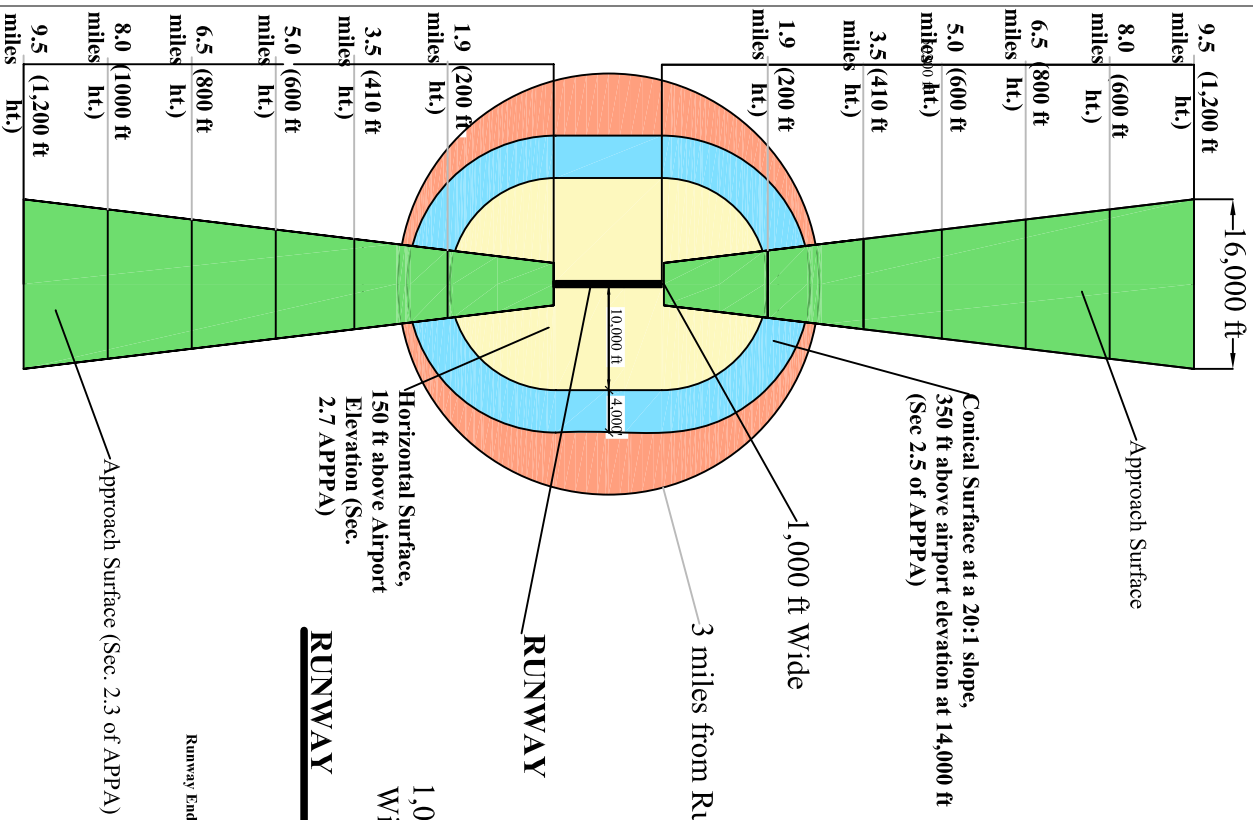 9.5 (1,200 ft
miles ht.)
8.0 (600 ft
miles ht.)
6.5 (800 ft
miles ht.)
5.0 (600 ft
miles ht.)
3.5 (410 ft
miles ht.)
1.9 (200 ft
miles ht.)
1.9 (200 ft
miles ht.)
3.5 (410 ft
miles ht.)
5.0 (600 ft
miles ht.)
6.5 (800 ft
miles ht.)
8.0 (1000 ft
miles ht.)
9.5 (1,200 ft
miles ht.)
16,000 ft
10,000 ft
4,000'
Approach Surface
Conical Surface at a 20:1 slope,
350 ft above airport elevation at 14,000 ft
(Sec 2.5 of APPPA)
1,000 ft Wide
3 miles from Ru
RUNWAY
Horizontal Surface,
150 ft above Airport
Elevation (Sec.
2.7 APPPA)
1,0
Wi
RUNWAY
Runway End
Approach Surface (Sec. 2.3 of APPA)